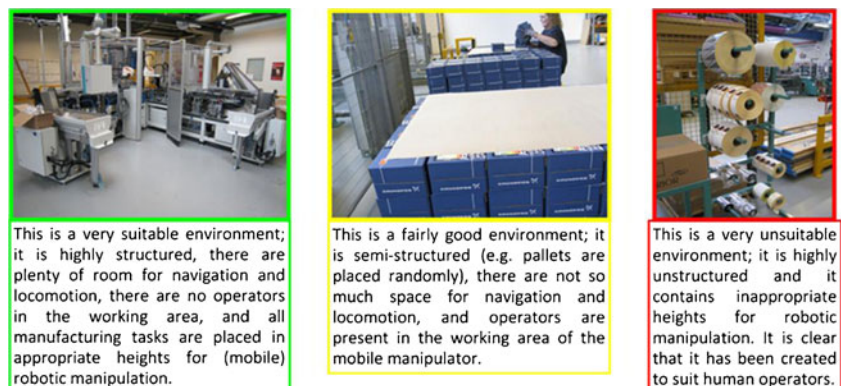 This is a very suitable environment;
it is highly structured, there are
plenty of room for navigation and
locomotion, there are no operators
in the working area, and all
manufacturing tasks are placed in
appropriate heights for (mobile)
robotic manipulation.
GRUNDFOS
GRUNDFOS
GRUNDFOS
GRUNDFOS
This is a fairly good environment; it
is semi-structured (e.g. pallets are
placed randomly), there are not so
much space for navigation and
locomotion, and operators are
present in the working area of the
mobile manipulator.
This is a very unsuitable
environment; it is highly
unstructured and it
contains inappropriate
heights for robotic
manipulation. It is clear
that it has been created
to suit human operators.